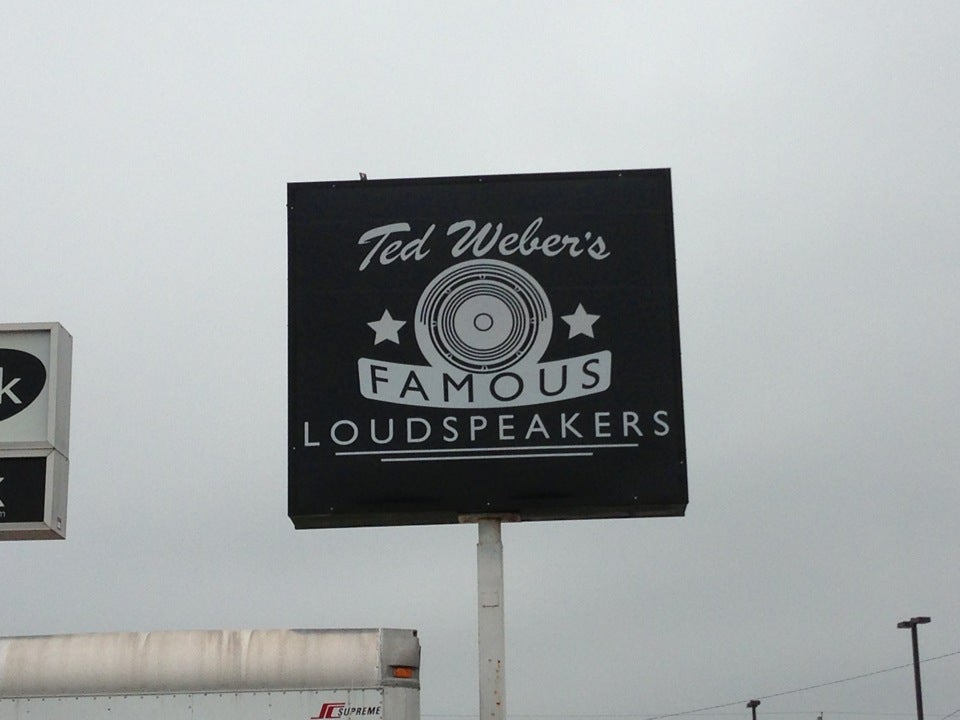 Ted Weber's
FAMOUS
LOUDSPEAKERS
k
SUPREME